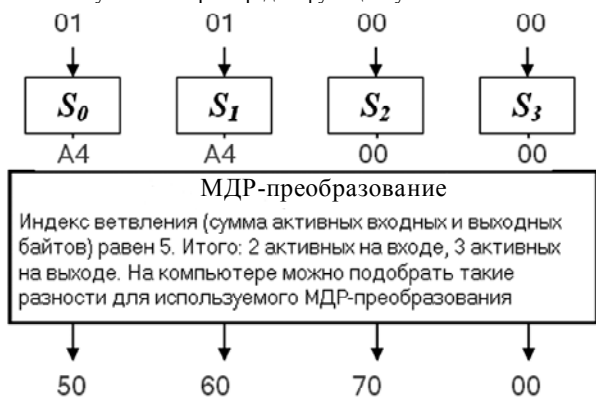 01 01 00 00
S0 S1 S2 S3
A4 A4 00 00
МДР-преобразование
Индекс ветвления (сумма активных входных и выходных
байтов) равен 5. Итого: 2 активных на входе, 3 активных
на выходе. На компьютере можно подобрать такие
разности для используемого МДР-преобразования
50 60 70 00